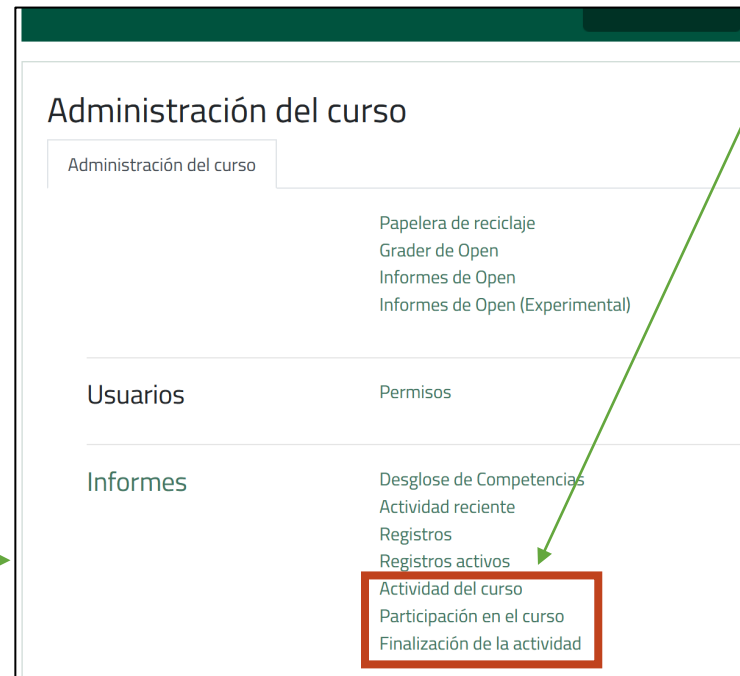 Administración del curso
Administración del curso
Papelera de reciclaje
Grader de Open
Informes de Open
Informes de Open (Experimental)
Usuarios
Permisos
Informes
Desglose de Competencias
Actividad reciente
Registros
Registros activos
Actividad del curso
Participación en el curso
Finalización de la actividad